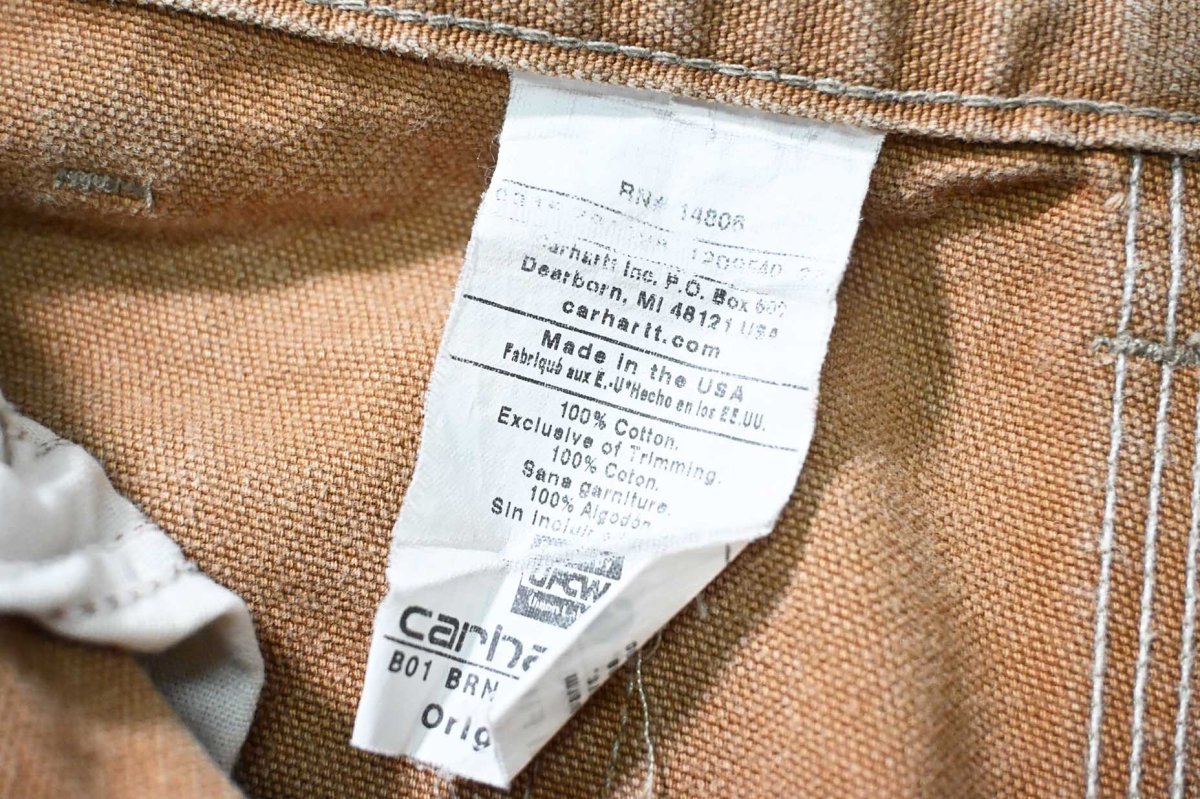 RN# 14806
Carhartt Inc. P.O. Box 600
Dearborn, MI 48121 USA
carhartt.com
Made in the USA
Fabriqué aux É.-U*Hecho en los EE.UU.
100% Cotton.
Exclusive of Trimming.
100% Coton.
Sans garniture.
100% Algodón.
Sin incluir
UFCW
carha
B01 BRN
Orig